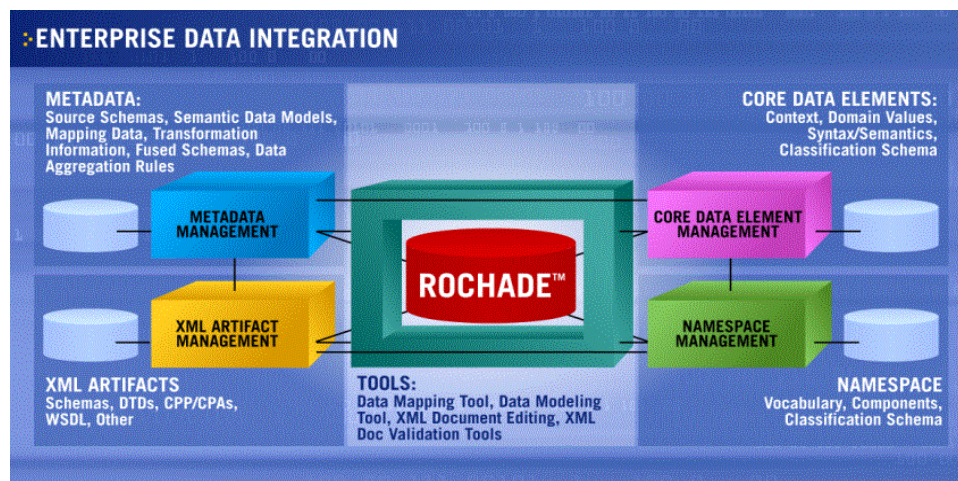 ENTERPRISE DATA INTEGRATION
METADATA:
Source Schemas, Semantic Data Models,
Mapping Data, Transformation
Information, Fused Schemas, Data
Aggregation Rules
CORE DATA ELEMENTS:
Context, Domain Values,
Syntax/Semantics,
Classification Schema
METADATA
MANAGEMENT
CORE DATA ELEMENT
MANAGEMENT
ROCHADE™
XML ARTIFACT
MANAGEMENT
NAMESPACE
MANAGEMENT
XML ARTIFACTS
Schemas, DTDs, CPP/CPAs,
WSDL, Other
TOOLS:
Data Mapping Tool, Data Modeling
Tool, XML Document Editing, XML
Doc Validation Tools
NAMESPACE
Vocabulary, Components,
Classification Schema